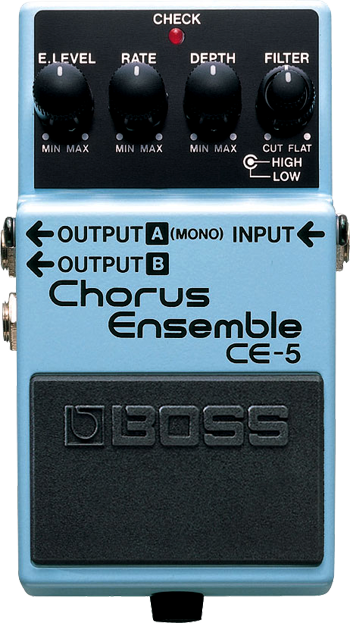 CHECK
E.LEVEL RATE DEPTH FILTER
MIN MAX MIN MAX MIN MAX CUT FLAT
HIGH
LOW
OUTPUT A (MONO) INPUT
OUTPUT B
Chorus
Ensemble
CE-5
BOSS